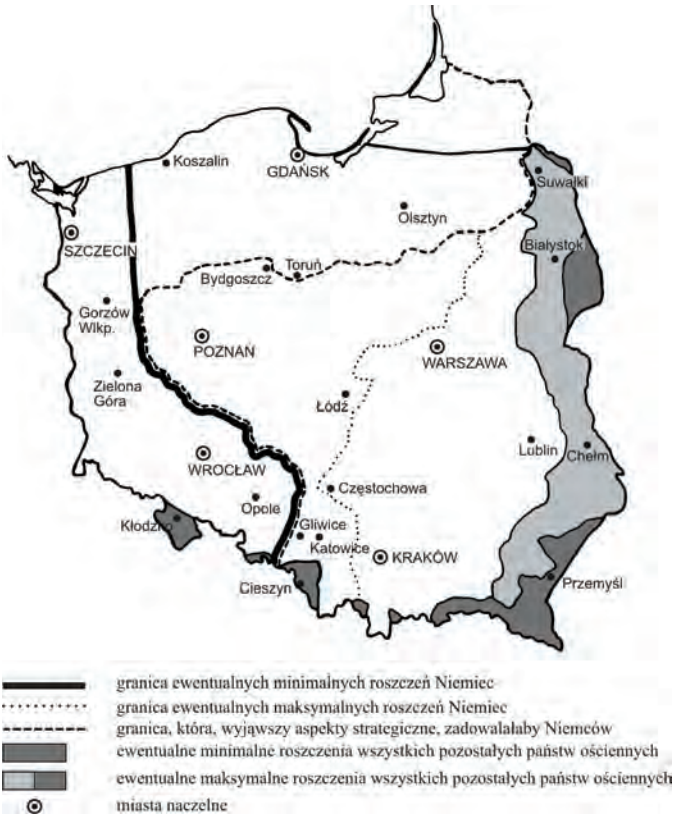 Koszalin
GDAŃSK
Suwałki
Olsztyn
SZCZECIN
Białystok
Bydgoszcz
Toruń
Gorzów
Wlkp.
POZNAŃ
WARSZAWA
Zielona
Góra
Łódź
Lublin
Chełm
WROCŁAW
Częstochowa
Opole
Kłodzko
Gliwice
Katowice
KRAKÓW
Cieszyn
Przemyśl
granica ewentualnych minimalnych roszczeń Niemiec
granica ewentualnych maksymalnych roszczeń Niemiec
granica, która, wyjąwszy aspekty strategiczne, zadowalałaby Niemców
ewentualne minimalne roszczenia wszystkich pozostałych państw ościennych
ewentualne maksymalne roszczenia wszystkich pozostałych państw ościennych
miasta naczelne